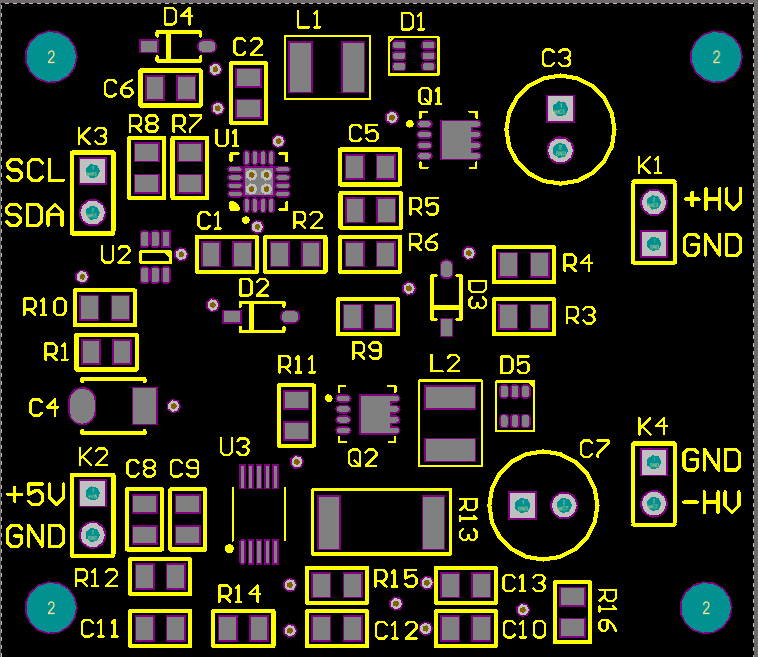 D4
L1
D1
2
C2
2
C3
C6
Q1
K3
R8 R7
U1
C5
K1
SCL
+HV
SDA
R5
C1
R2
R6
GND
U2
R4
D2
D3
R10
R3
R1
R9
R11
L2
D5
C4
K4
U3
Q2
C7
K2
C8
C9
GND
+5V
-HV
R13
GND
R12
R15
C13
R14
R16
2
2
C11
C12
C10